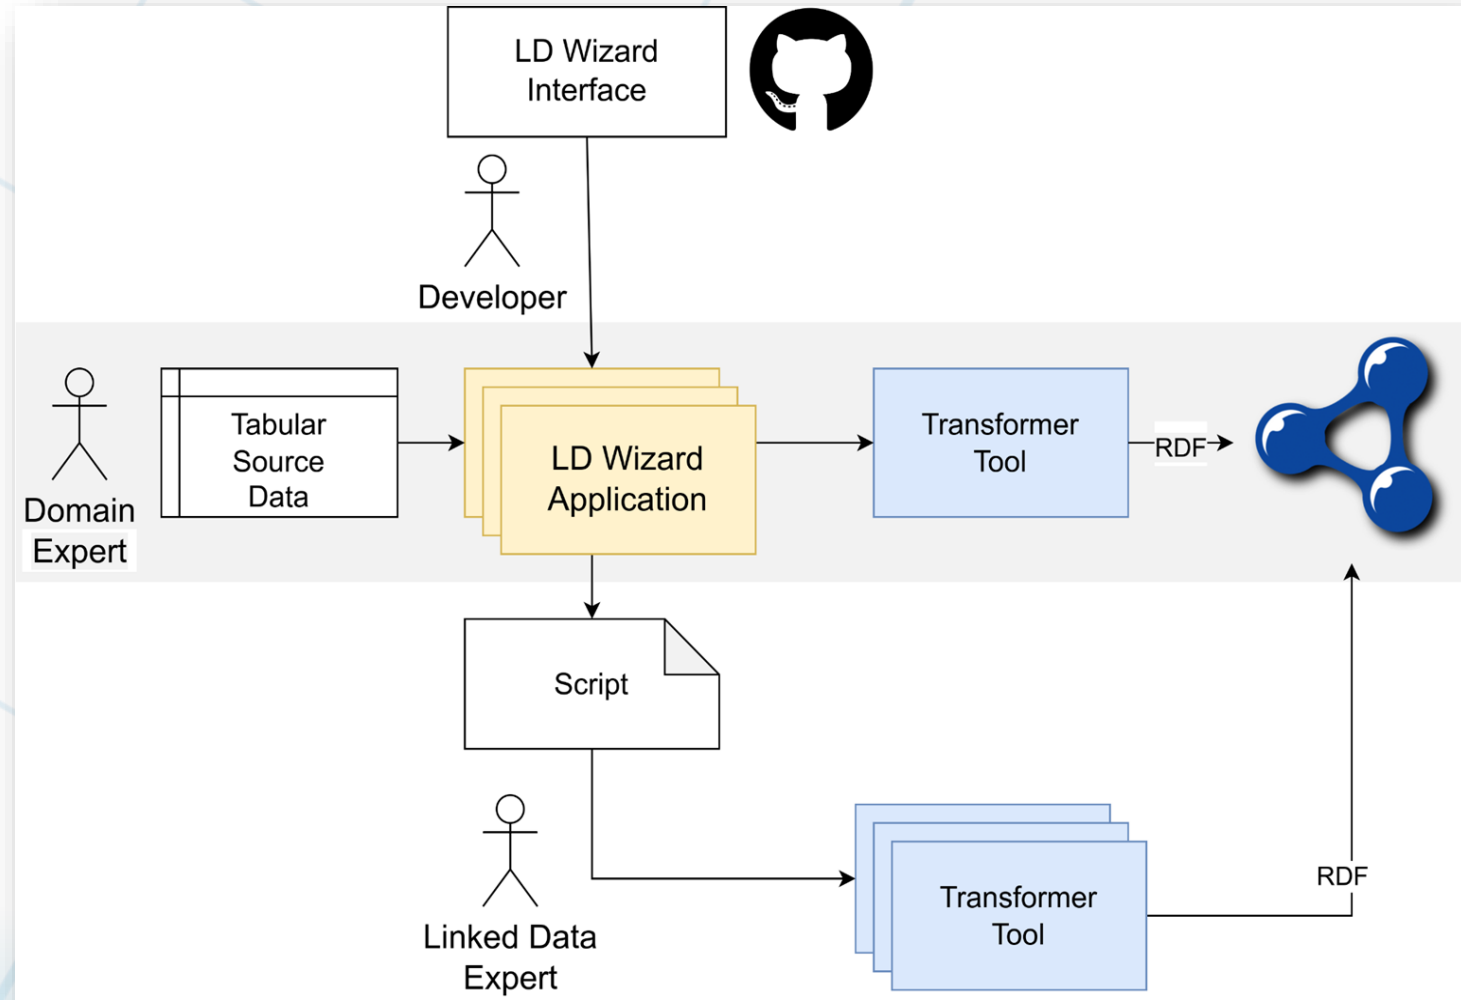 LD Wizard
Interface
Developer
Domain
Expert
Tabular
Source
Data
LD Wizard
Application
Transformer
Tool
RDF
Script
Linked Data
Expert
Transformer
Tool
RDF